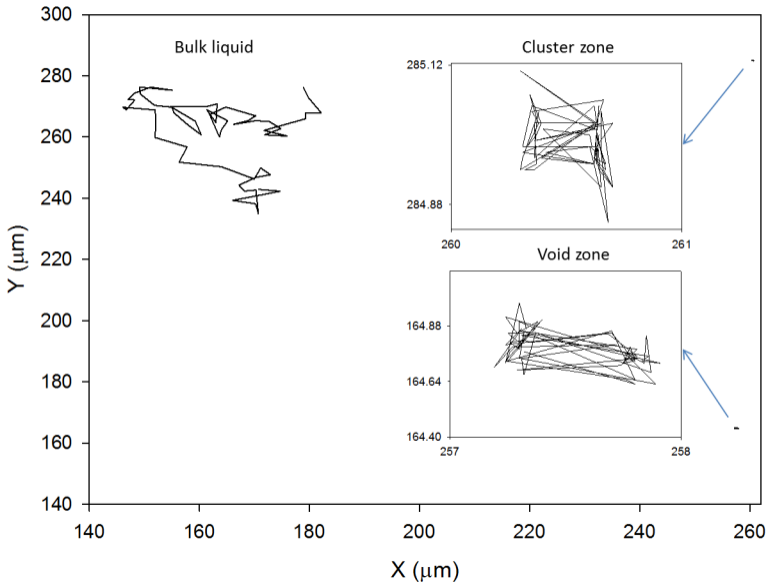 300
280
260
240
220
200
180
160
140
Y (μm)
Bulk liquid
Cluster zone
285.12
284.88
260 261
Void zone
164.88
164.64
164.40
257 258
140 160 180 200 220 240 260
X (μm)